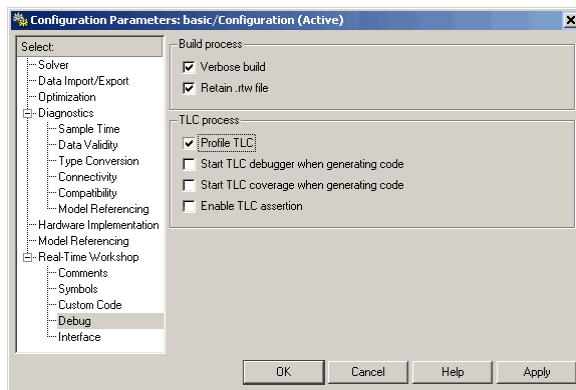 Configuration Parameters: basic/Configuration (Active)
Select:
Solver
Data Import/Export
Optimization
Diagnostics
Sample Time
Data Validity
Type Conversion
Connectivity
Compatibility
Model Referencing
Hardware Implementation
Model Referencing
Real-Time Workshop
Comments
Symbols
Custom Code
Debug
Interface
Build process
Verbose build
Retain .rtw file
TLC process
Profile TLC
Start TLC debugger when generating code
Start TLC coverage when generating code
Enable TLC assertion
OK
Cancel
Help
Apply